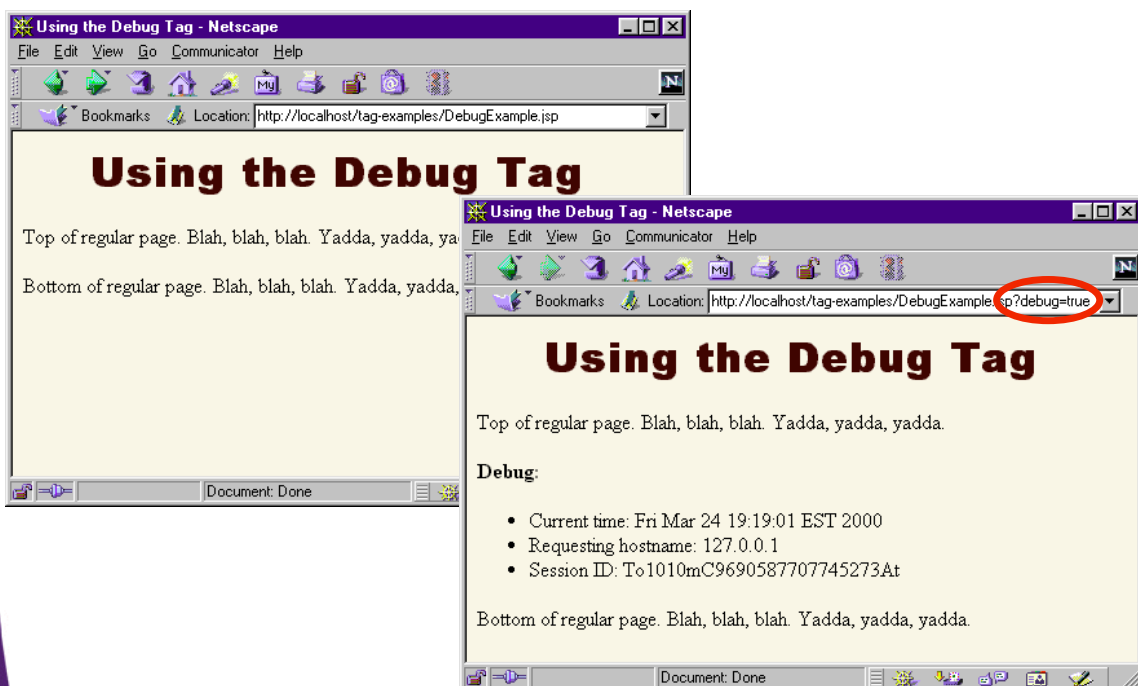 Using the Debug Tag - Netscape
File Edit View Go Communicator Help
My
N
Bookmarks Location: http://localhost/tag-examples/DebugExample.jsp
Using the Debug Tag
Top of regular page. Blah, blah, blah. Yadda, yadda, ya
Bottom of regular page. Blah, blah, blah. Yadda, yadda,
Document: Done
Using the Debug Tag - Netscape
File Edit View Go Communicator Help
My
N
Bookmarks Location: http://localhost/tag-examples/DebugExample.jsp?debug=true
Using the Debug Tag
Top of regular page. Blah, blah, blah. Yadda, yadda, yadda.
Debug:
• Current time: Fri Mar 24 19:19:01 EST 2000
• Requesting hostname: 127.0.0.1
• Session ID: To1010mC9690587707745273At
Bottom of regular page. Blah, blah, blah. Yadda, yadda, yadda.
Document: Done